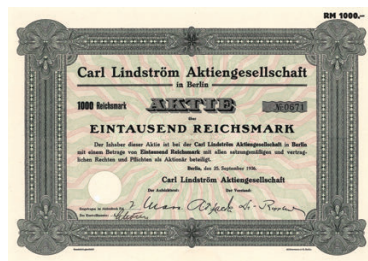 RM 1000.–
Carl Lindström Aktiengesellschaft
in Berlin
1000 Reichsmark AKTIE № 0671
über
EINTAUSEND REICHSMARK
Der Inhaber dieser Aktie ist bei der Carl Lindström Aktiengesellschaft in Berlin
mit einem Betrage von Eintausend Reichsmark mit allen satzungsmäßigen und vertrag-
lichen Rechten und Pflichten als Aktionär beteiligt.
Berlin, den 25. September 1936.
Carl Lindström Aktiengesellschaft
Der Aufsichtsrat: Der Vorstand: